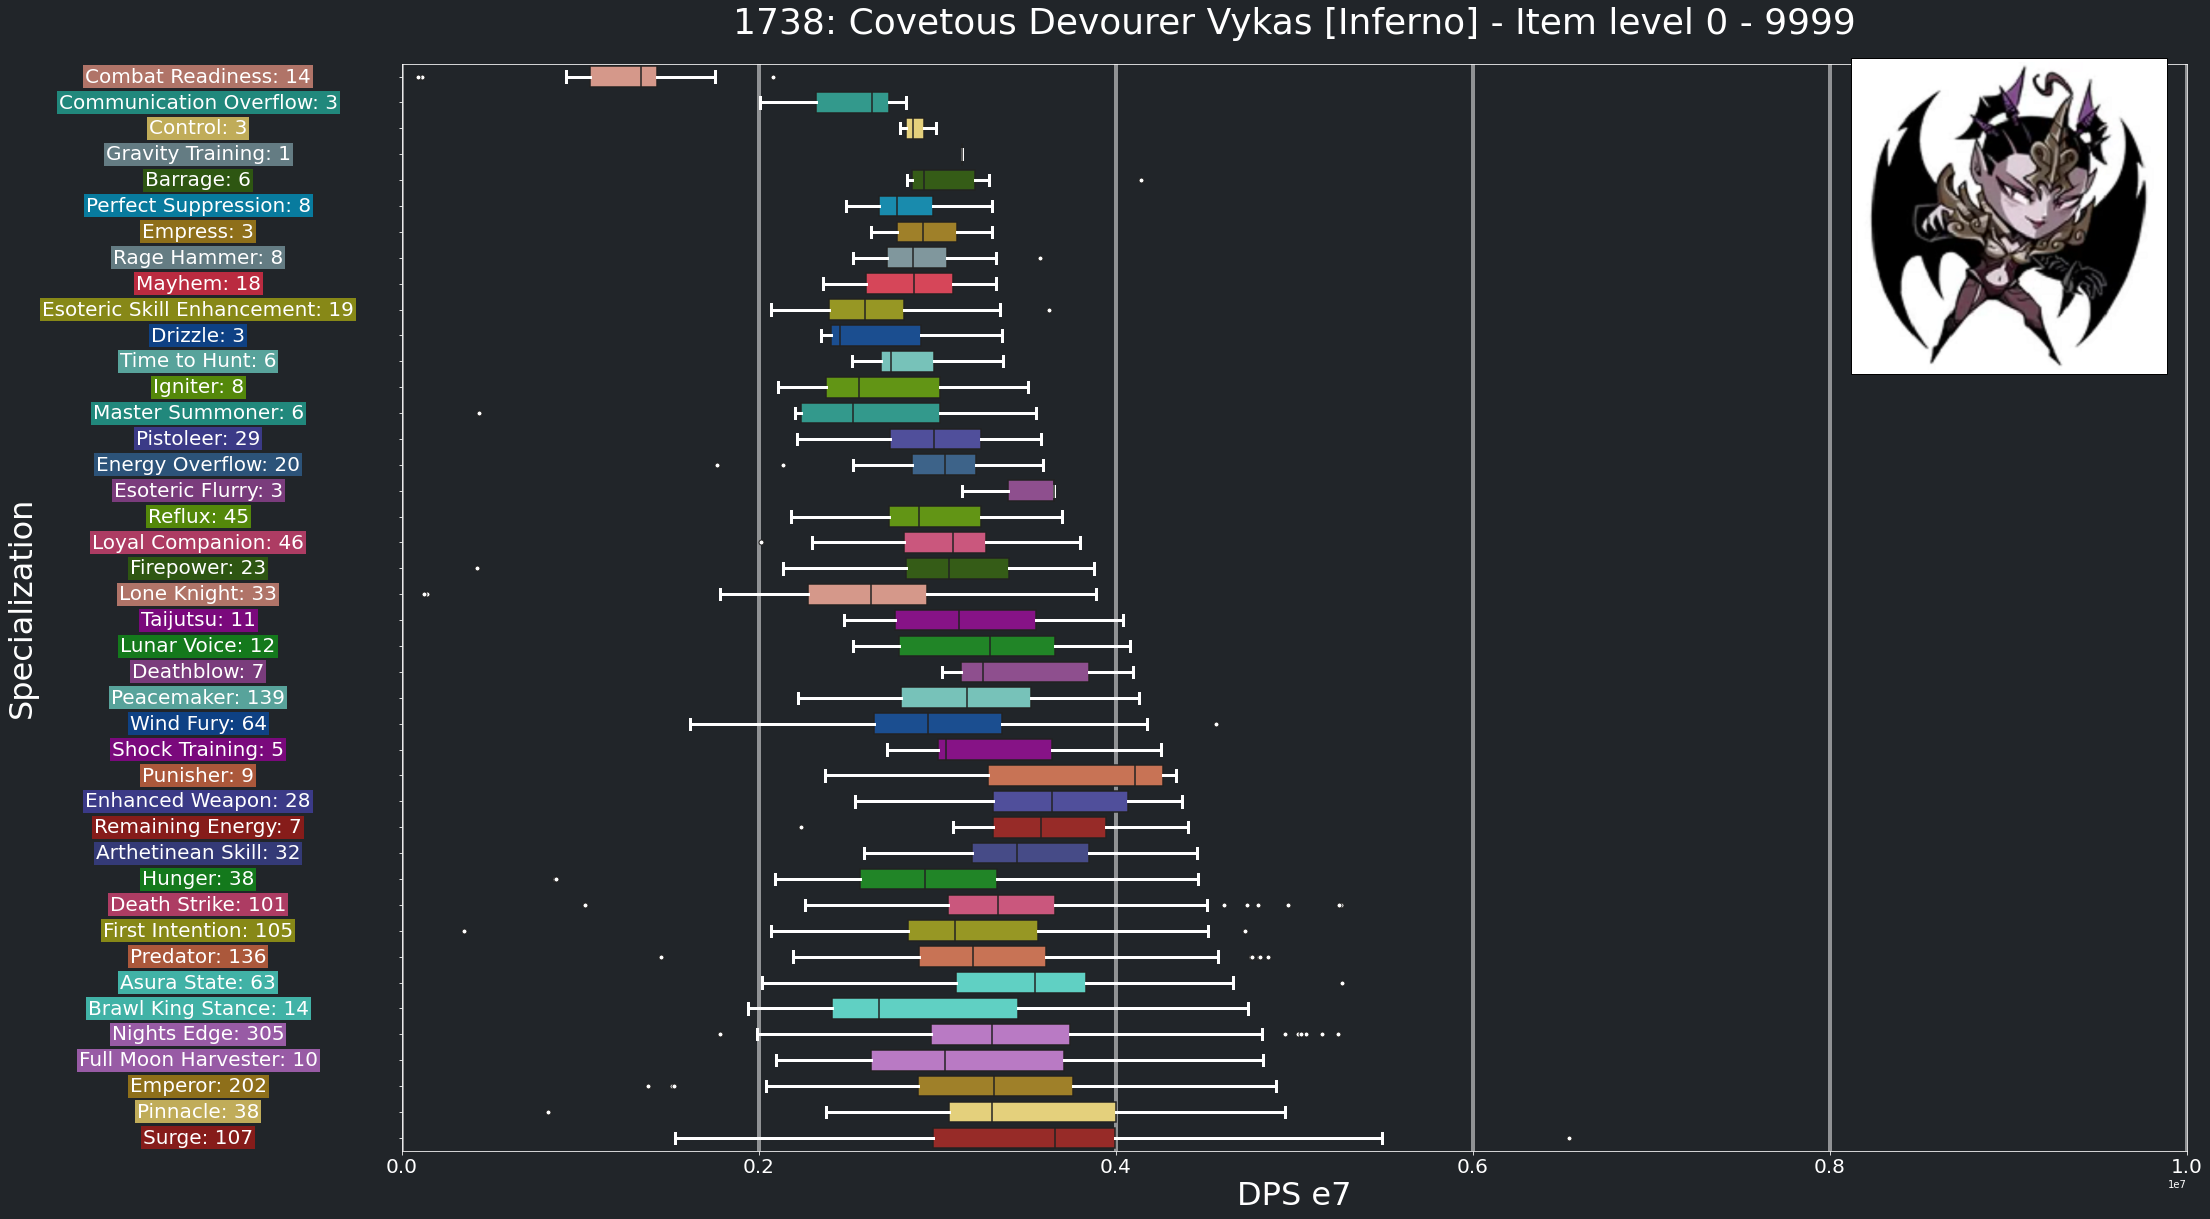 1738: Covetous Devourer Vykas [Inferno] - Item level 0 - 9999
Combat Readiness: 14
Communication Overflow: 3
Control: 3
Gravity Training: 1
Barrage: 6
Perfect Suppression: 8
Empress: 3
Rage Hammer: 8
Mayhem: 18
Esoteric Skill Enhancement: 19
Drizzle: 3
Time to Hunt: 6
Igniter: 8
Master Summoner: 6
Pistoleer: 29
Energy Overflow: 20
Esoteric Flurry: 3
Reflux: 45
Loyal Companion: 46
Firepower: 23
Lone Knight: 33
Taijutsu: 11
Lunar Voice: 12
Deathblow: 7
Peacemaker: 139
Wind Fury: 64
Shock Training: 5
Punisher: 9
Enhanced Weapon: 28
Remaining Energy: 7
Arthetinean Skill: 32
Hunger: 38
Death Strike: 101
First Intention: 105
Predator: 136
Asura State: 63
Brawl King Stance: 14
Nights Edge: 305
Full Moon Harvester: 10
Emperor: 202
Pinnacle: 38
Surge: 107
Specialization
0.0 0.2 0.4 0.6 0.8 1.0
1e7
DPS e7